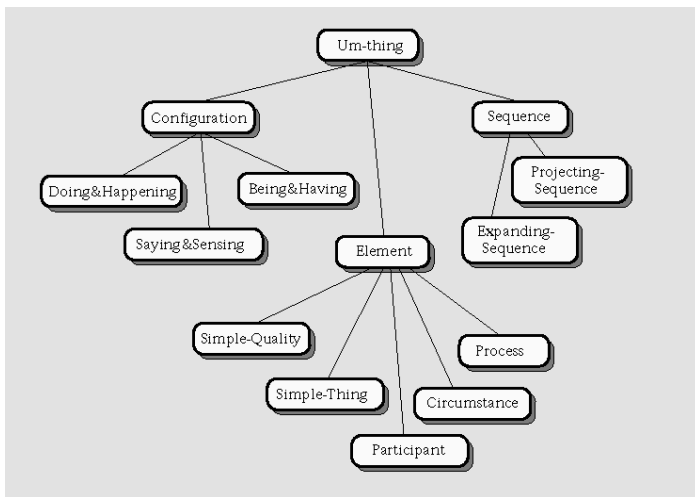 Um-thing
Configuration
Sequence
Doing&Happening
Being&Having
Projecting-
Sequence
Saying&Sensing
Expanding-
Sequence
Element
Simple-Quality
Process
Simple-Thing
Circumstance
Participant